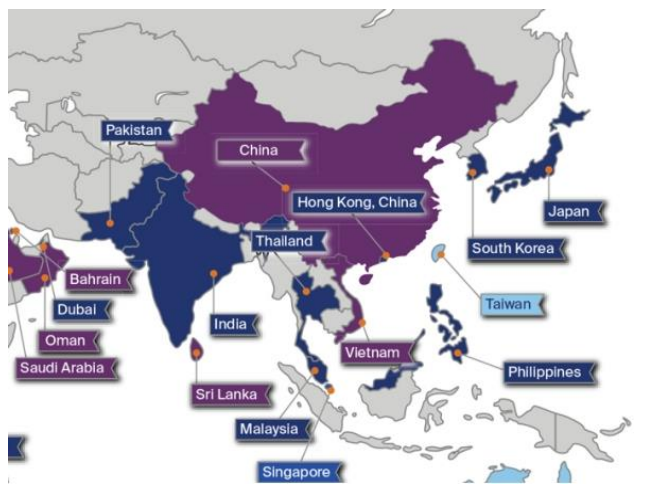 Pakistan
China
Hong Kong, China
Japan
Thailand
South Korea
Bahrain
Taiwan
Dubai
India
Oman
Vietnam
Saudi Arabia
Philippines
Sri Lanka
Malaysia
Singapore